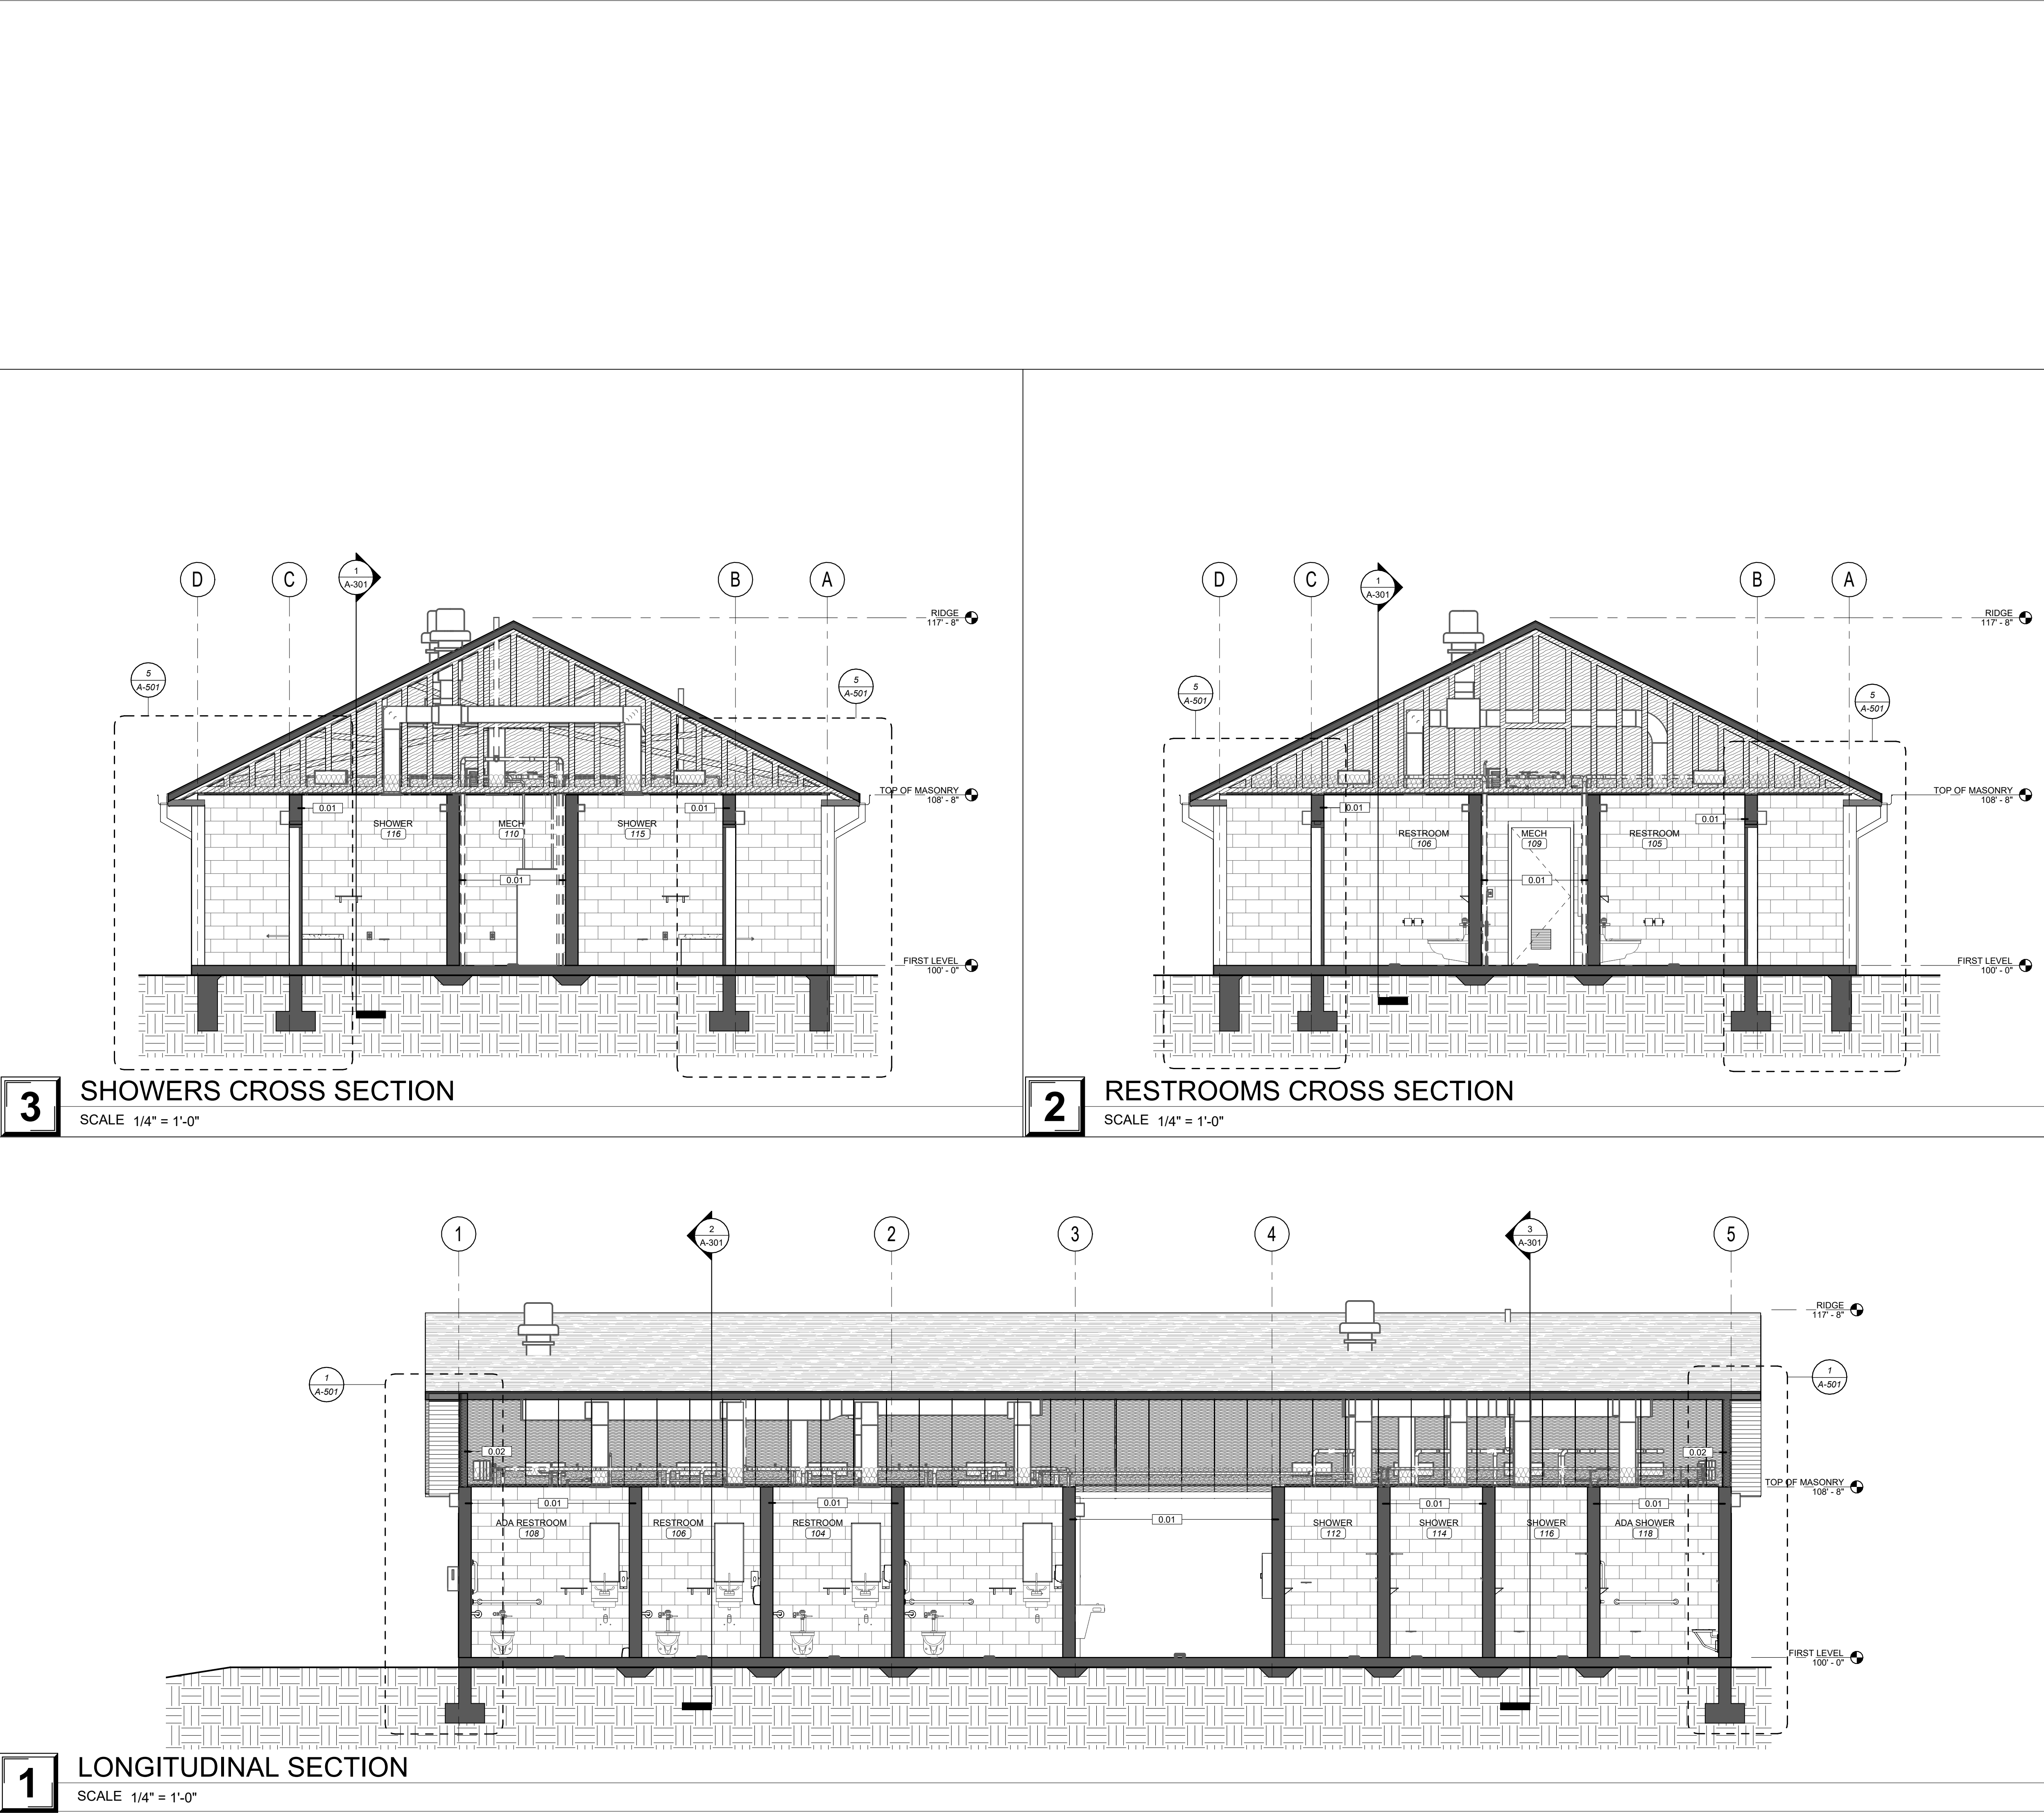 D
C
1
A-301
B
A
RIDGE
117' - 8"
5
A-501
5
A-501
TOP OF MASONRY
108' - 8"
0.01
0.01
SHOWER
116
MECH
110
SHOWER
115
0.01
FIRST LEVEL
100' - 0"
3
SHOWERS CROSS SECTION
SCALE 1/4" = 1'-0"
D
C
1
A-301
B
A
RIDGE
117' - 8"
5
A-501
5
A-501
TOP OF MASONRY
108' - 8"
0.01
0.01
RESTROOM
106
MECH
109
RESTROOM
105
0.01
FIRST LEVEL
100' - 0"
2
RESTROOMS CROSS SECTION
SCALE 1/4" = 1'-0"
1
2
A-301
2
3
4
3
A-301
5
RIDGE
117' - 8"
1
A-501
1
A-501
0.02
0.02
TOP OF MASONRY
108' - 8"
0.01
0.01
0.01
0.01
0.01
ADA RESTROOM
108
RESTROOM
106
RESTROOM
104
SHOWER
112
SHOWER
114
SHOWER
116
ADA SHOWER
118
FIRST LEVEL
100' - 0"
1
LONGITUDINAL SECTION
SCALE 1/4" = 1'-0"